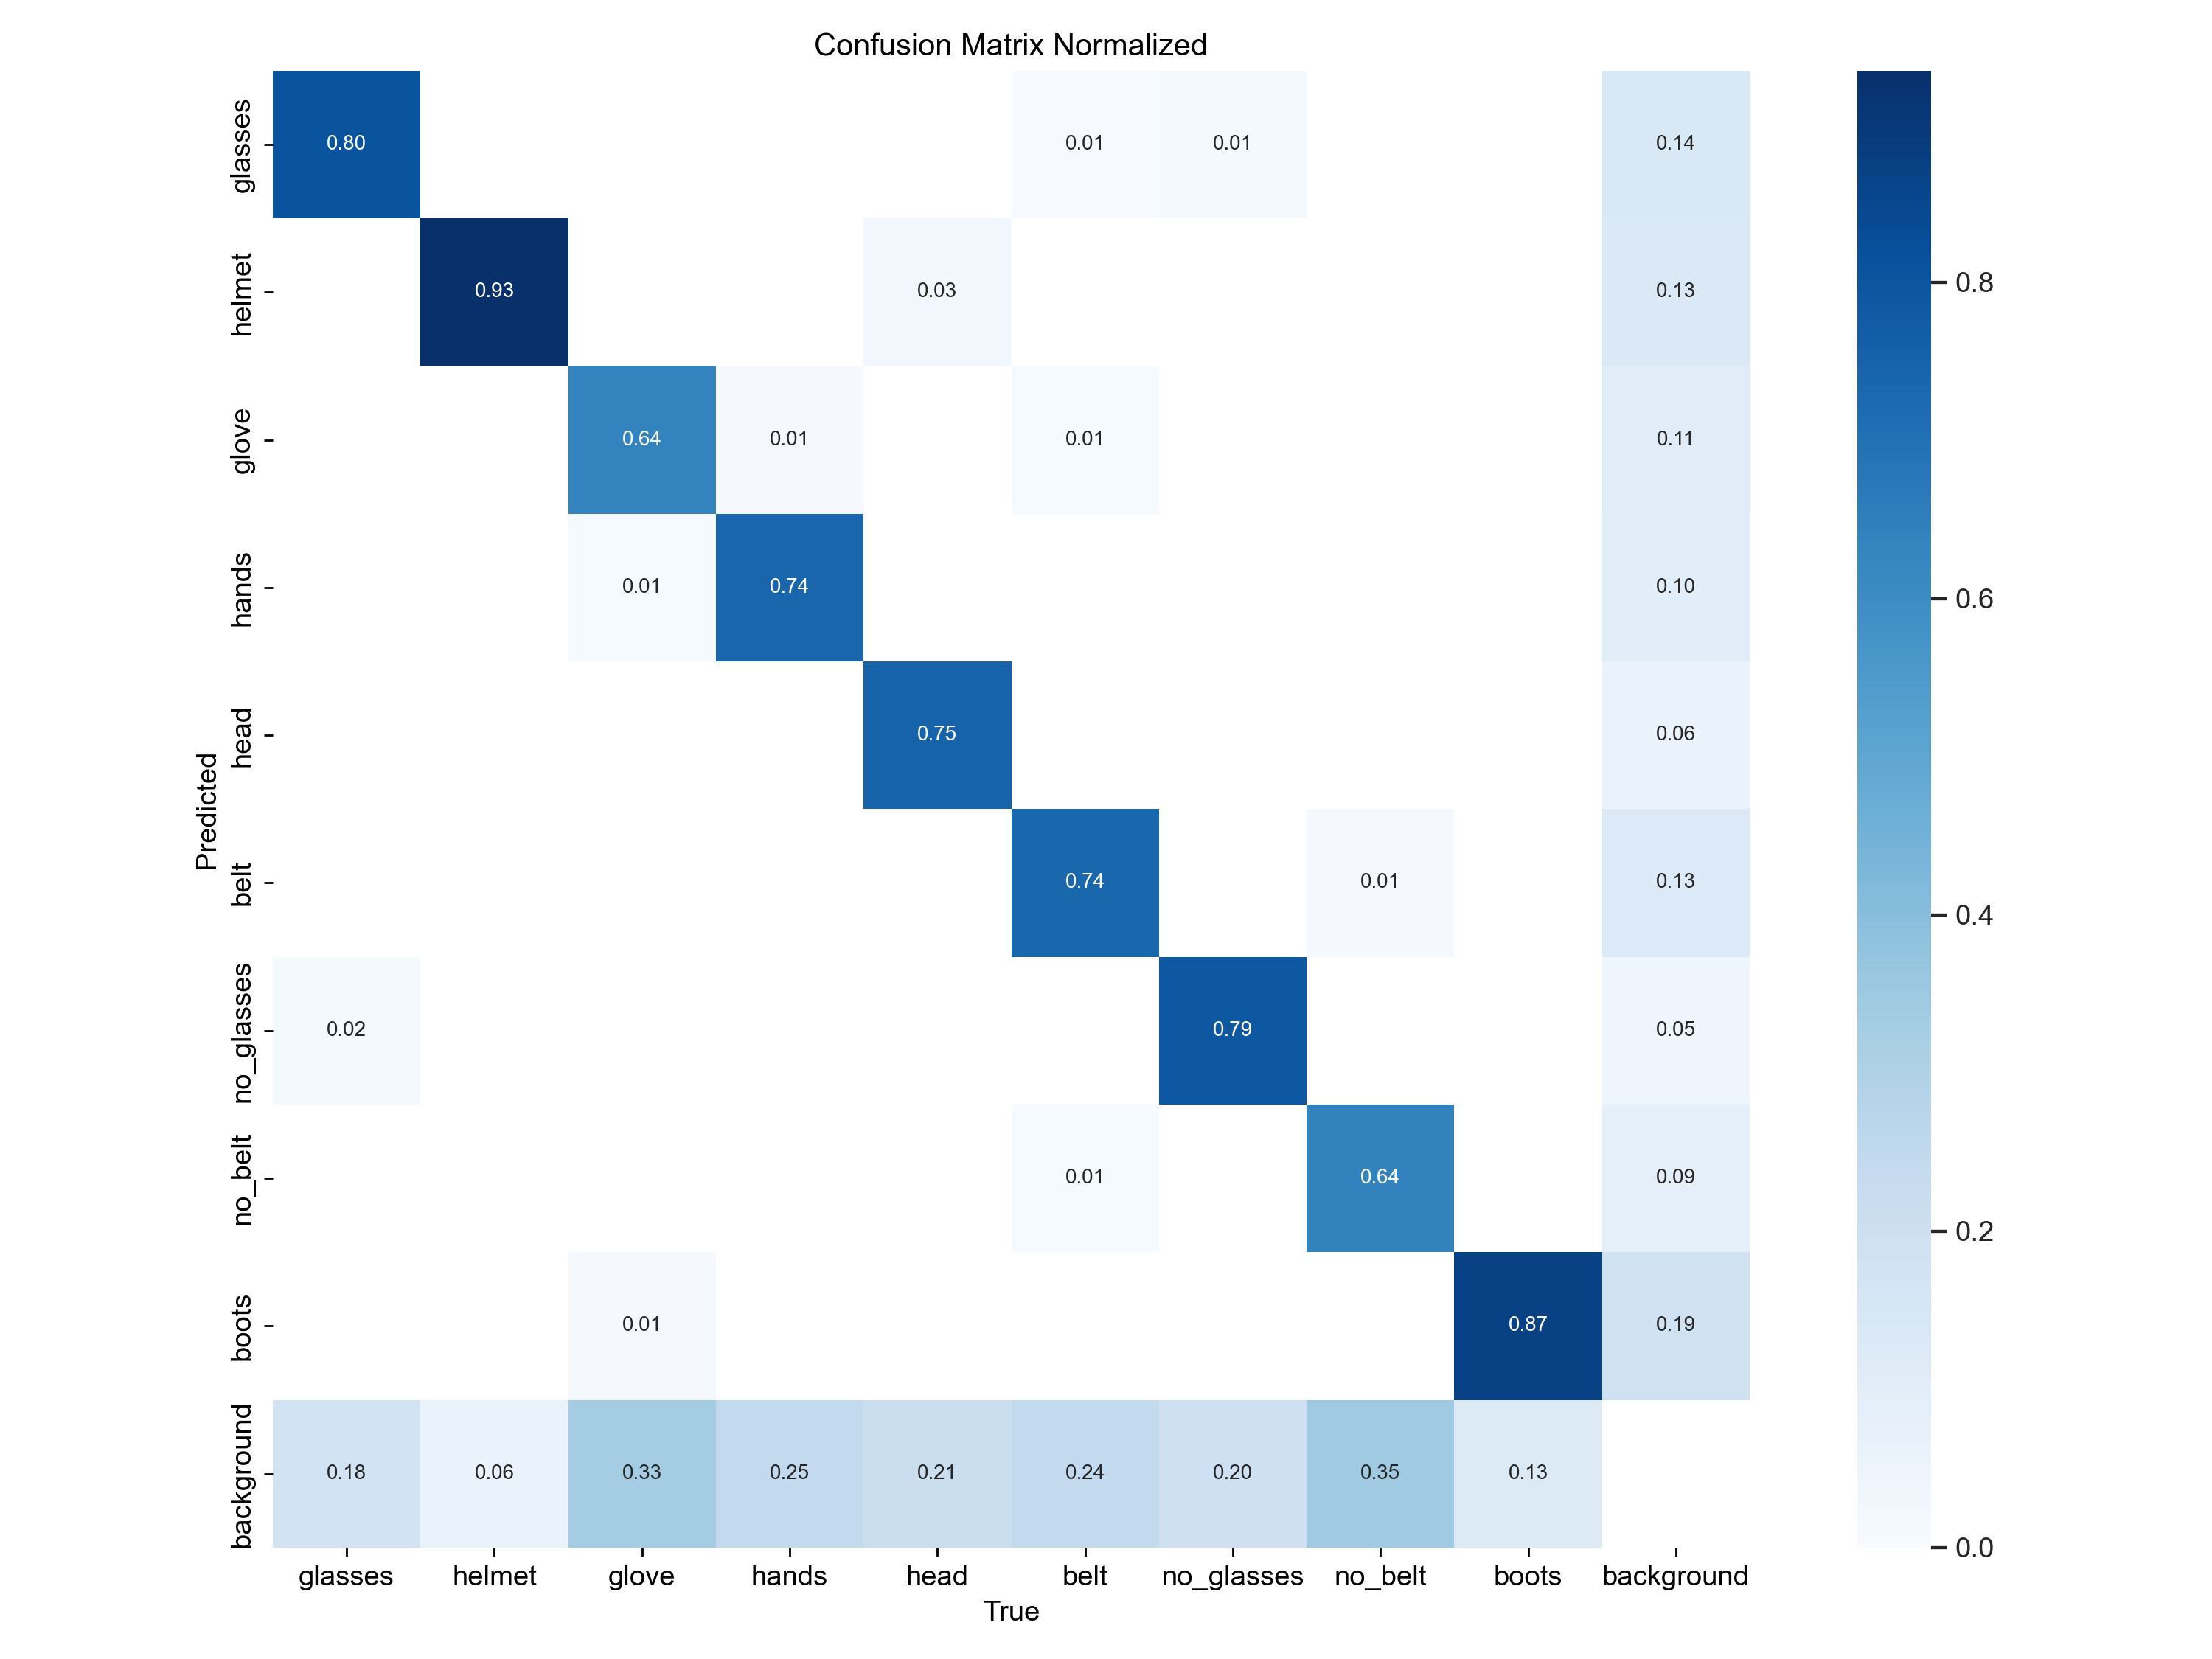 Confusion Matrix Normalized
glasses 0.80 0.01 0.01 0.14
helmet 0.93 0.03 0.13 0.8
glove 0.64 0.01 0.01 0.11
hands 0.01 0.74 0.10 0.6
head 0.75 0.06
Predicted
belt 0.74 0.01 0.13 0.4
no_glasses 0.02 0.79 0.05
no_belt 0.01 0.64 0.09
0.2
boots 0.01 0.87 0.19
background 0.18 0.06 0.33 0.25 0.21 0.24 0.20 0.35 0.13
0.0
glasses helmet glove hands head belt no_glasses no_belt boots background
True